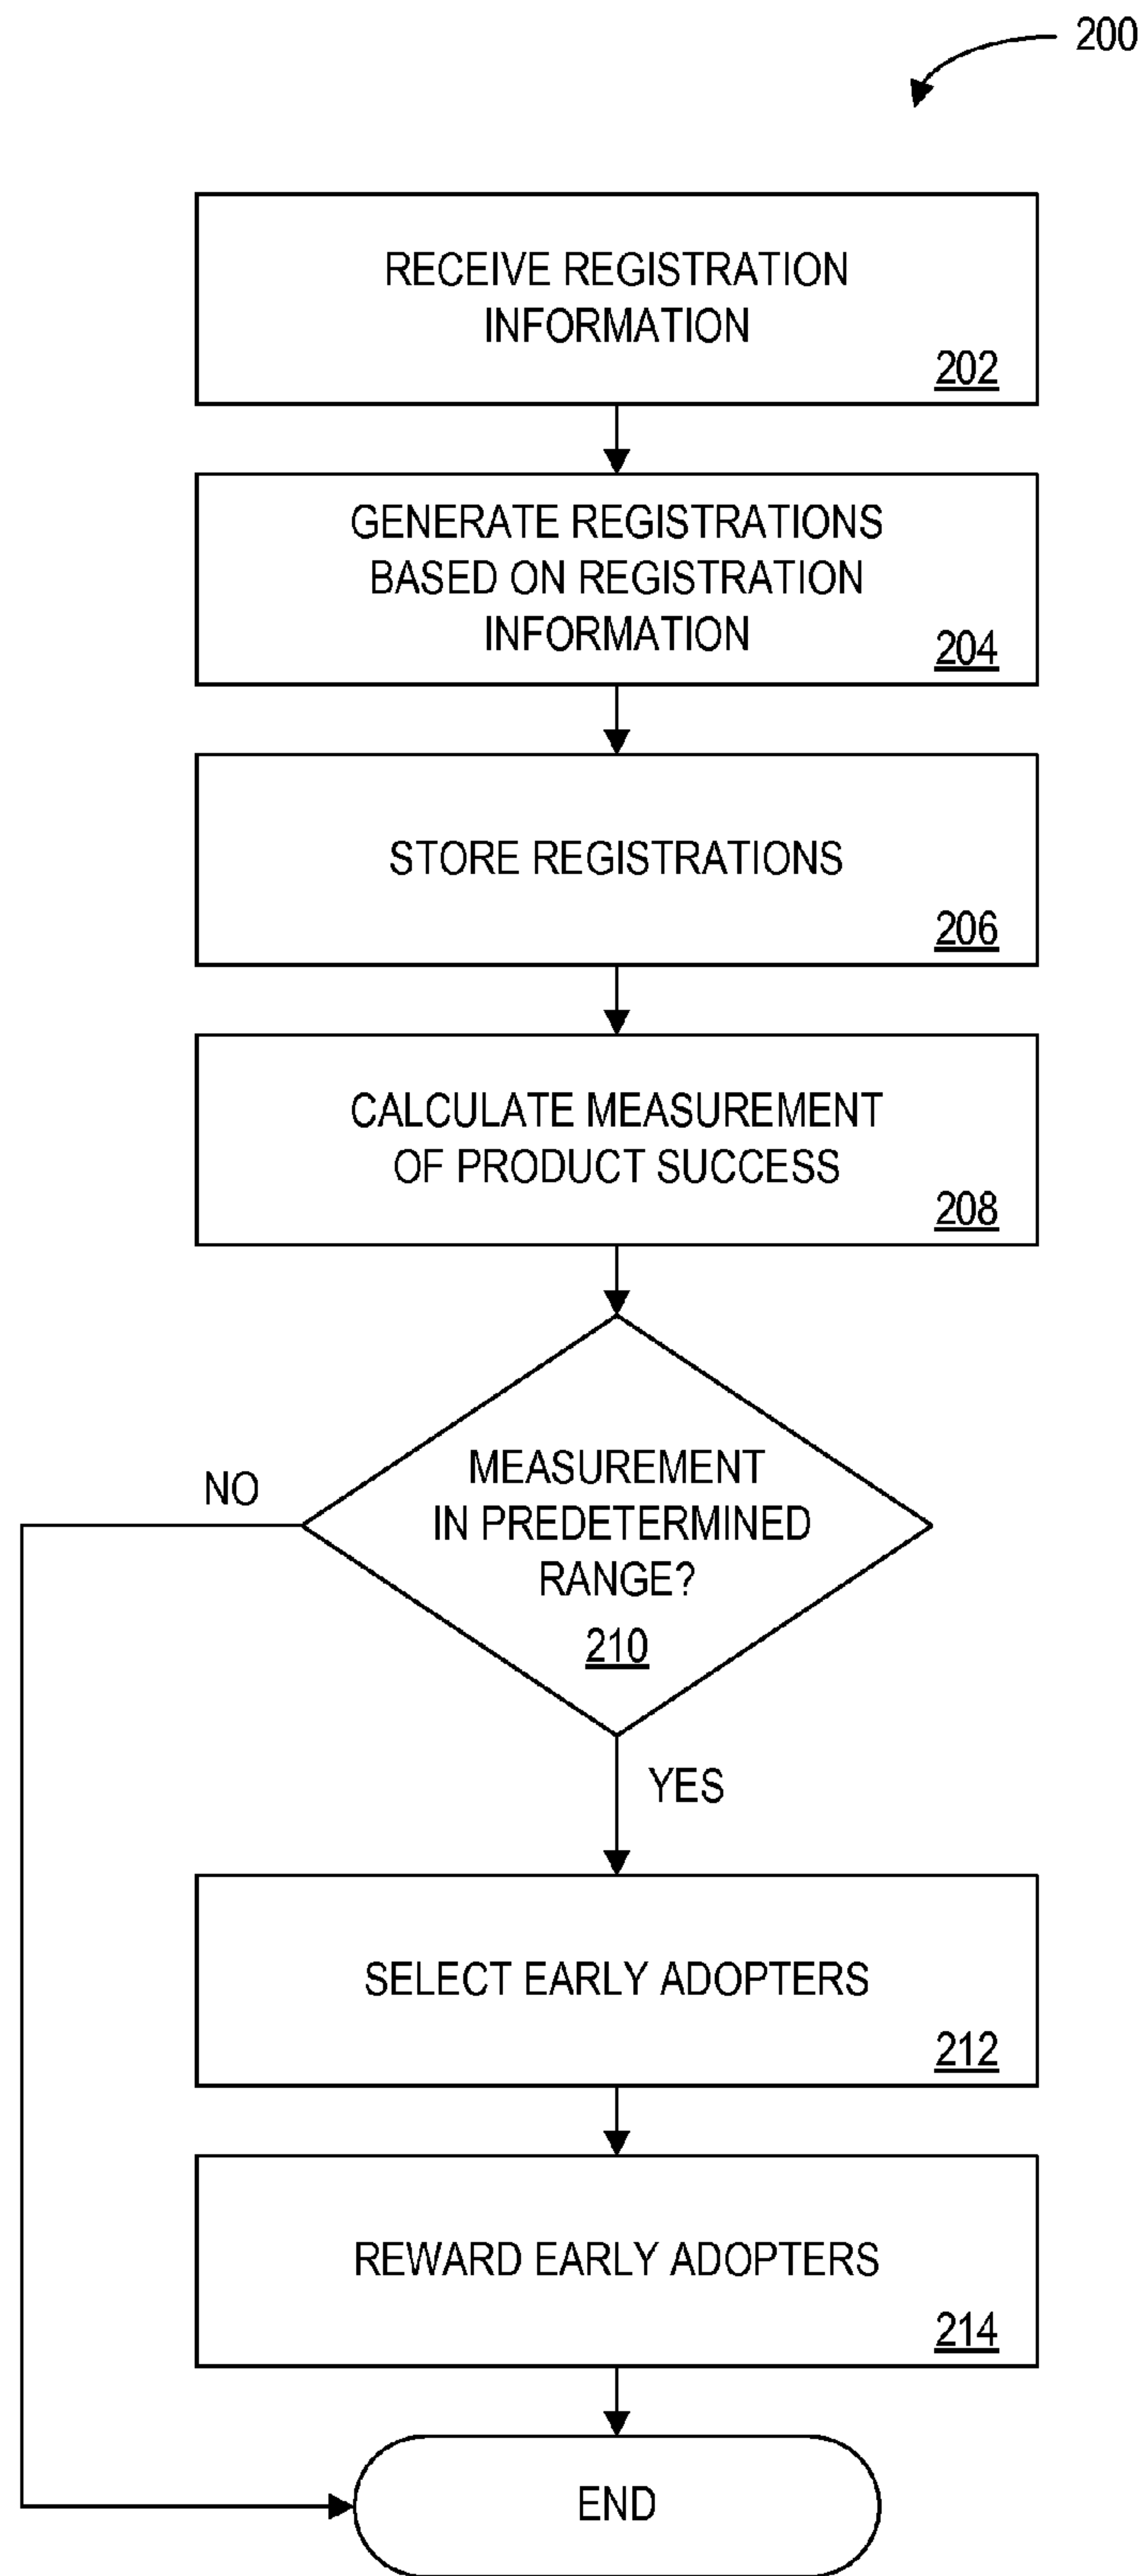 200
RECEIVE REGISTRATION
INFORMATION
202
GENERATE REGISTRATIONS
BASED ON REGISTRATION
INFORMATION
204
STORE REGISTRATIONS
206
CALCULATE MEASUREMENT
OF PRODUCT SUCCESS
208
MEASUREMENT
IN PREDETERMINED
RANGE?
210
NO
YES
SELECT EARLY ADOPTERS
212
REWARD EARLY ADOPTERS
214
END